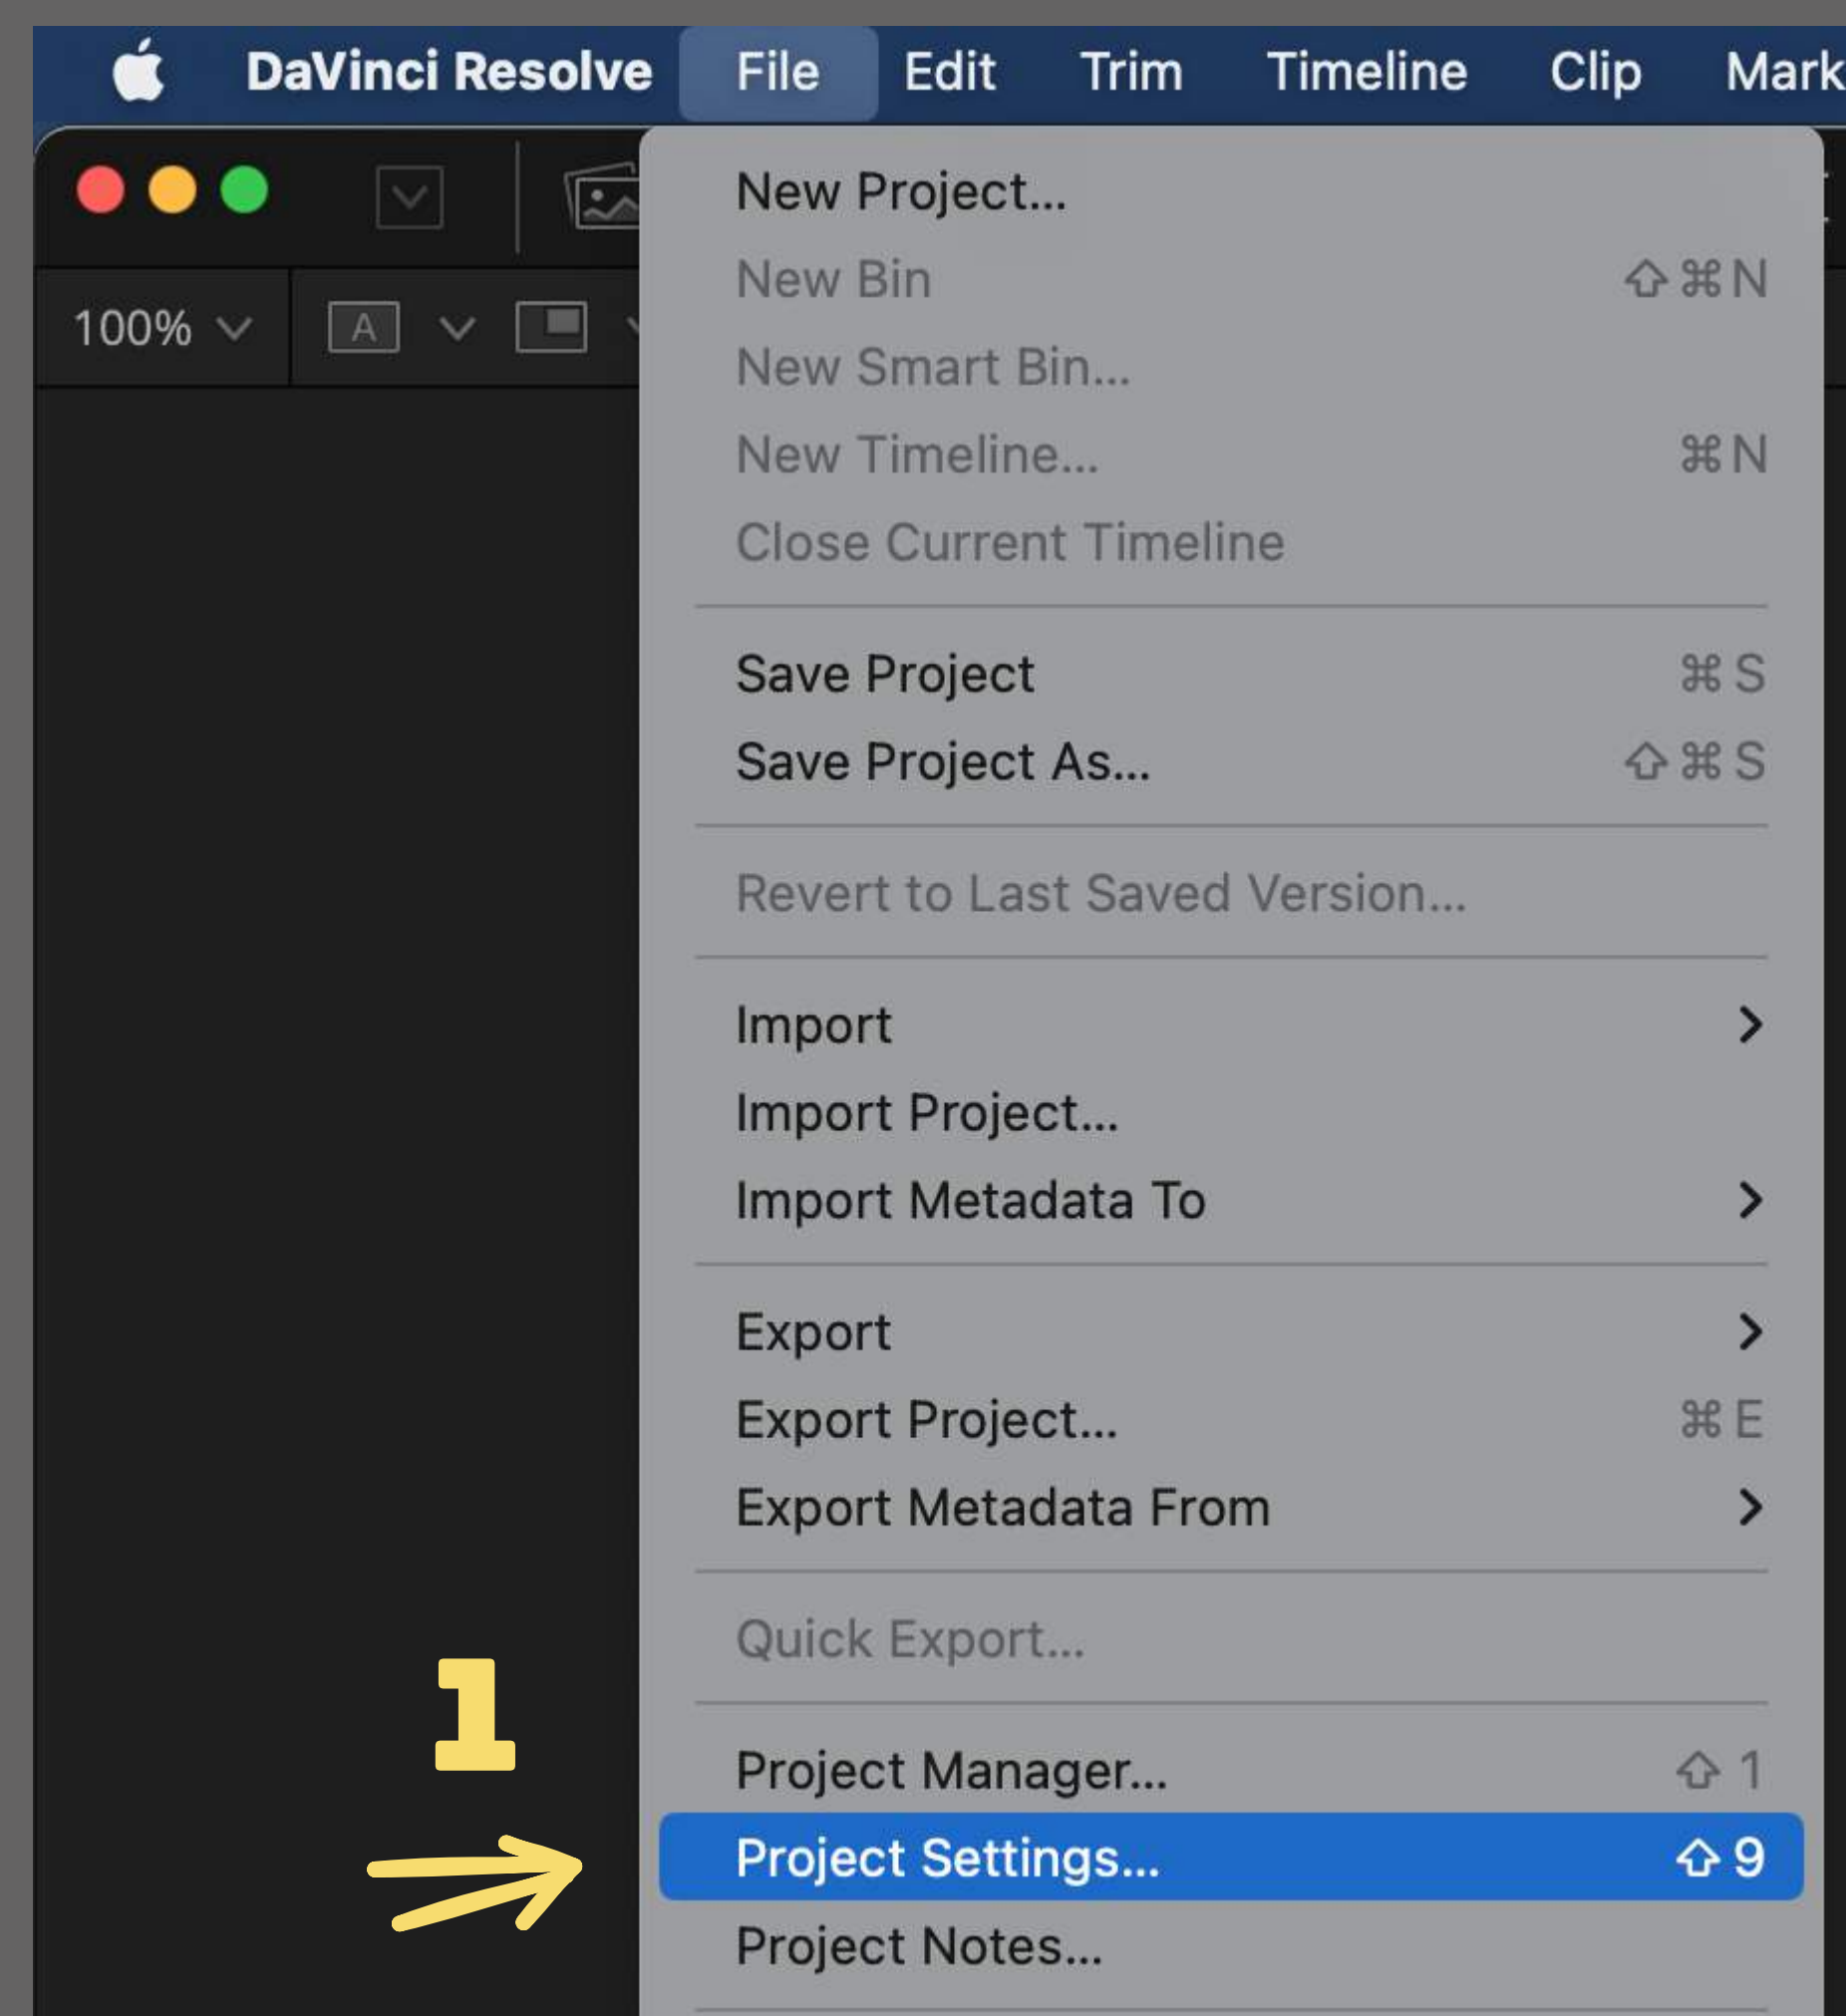 DaVinci Resolve File Edit Trim Timeline Clip Mark
New Project...
100% A New Bin ⇧⌘N
New Smart Bin...
New Timeline... ⌘N
Close Current Timeline
Save Project ⌘S
Save Project As... ⇧⌘S
Revert to Last Saved Version...
Import
Import Project...
Import Metadata To
Export
Export Project... ⌘E
Export Metadata From
Quick Export...
1
Project Manager... ⇧1
Project Settings... ⇧9
Project Notes...